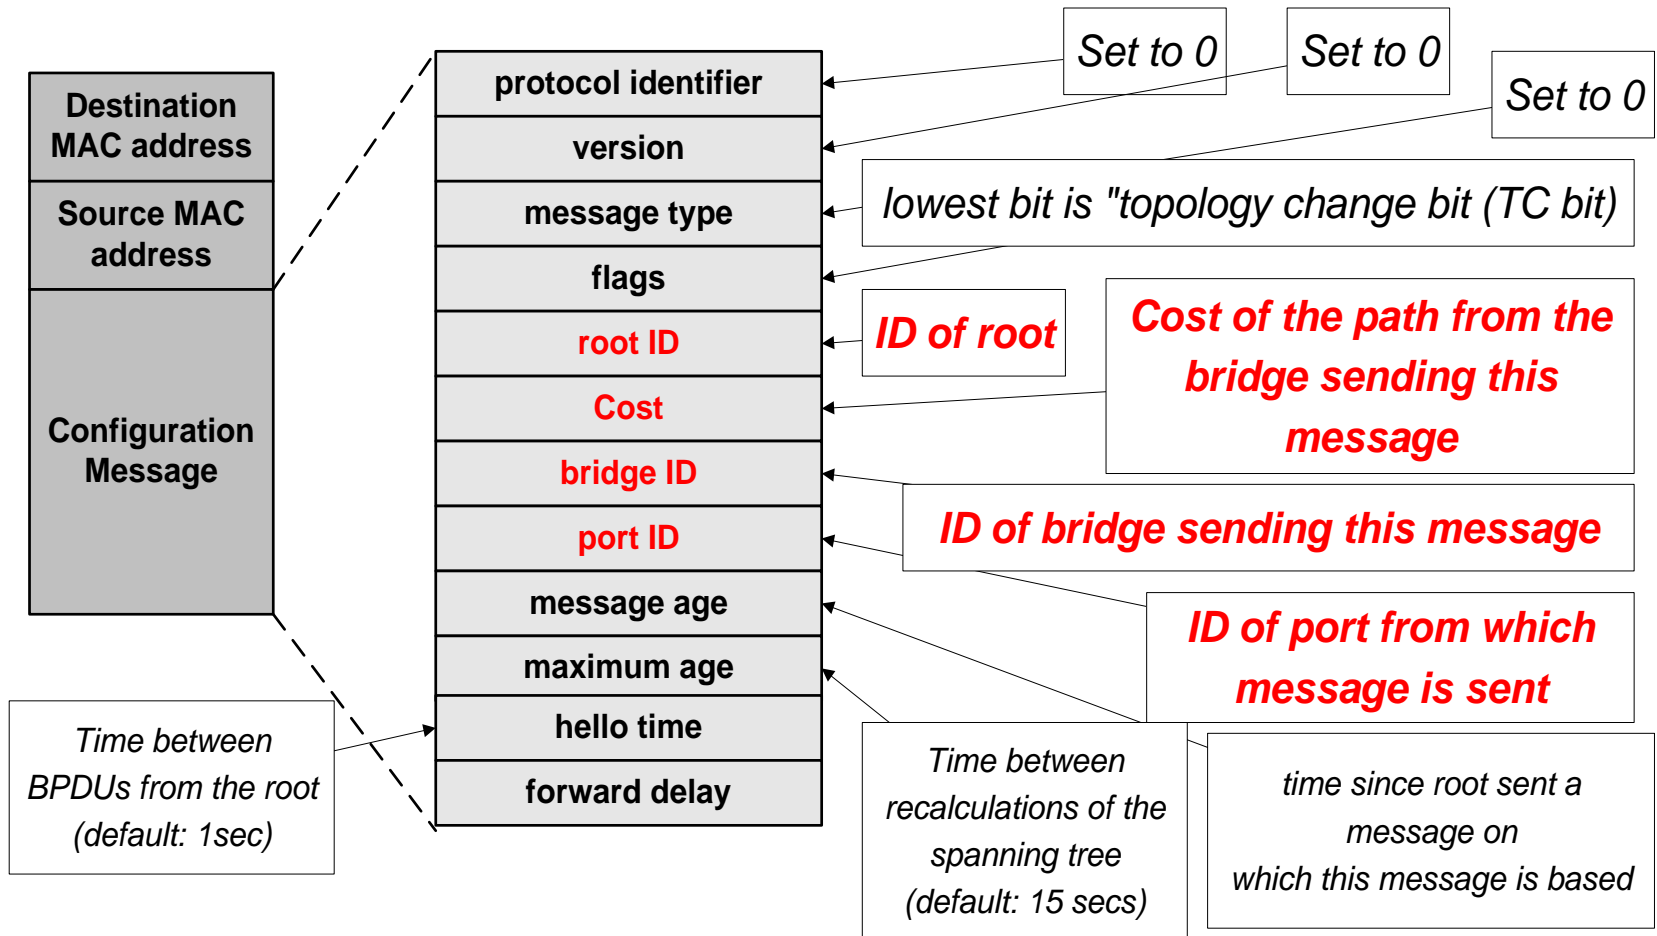 Destination
MAC address
Source MAC
address
Configuration
Message
protocol identifier
version
message type
flags
root ID
Cost
bridge ID
port ID
message age
maximum age
hello time
forward delay
Set to 0
Set to 0
Set to 0
lowest bit is "topology change bit (TC bit)
ID of root
Cost of the path from the
bridge sending this
message
ID of bridge sending this message
ID of port from which
message is sent
time since root sent a
message on
which this message is based
Time between
recalculations of the
spanning tree
(default: 15 secs)
Time between
BPDUs from the root
(default: 1sec)